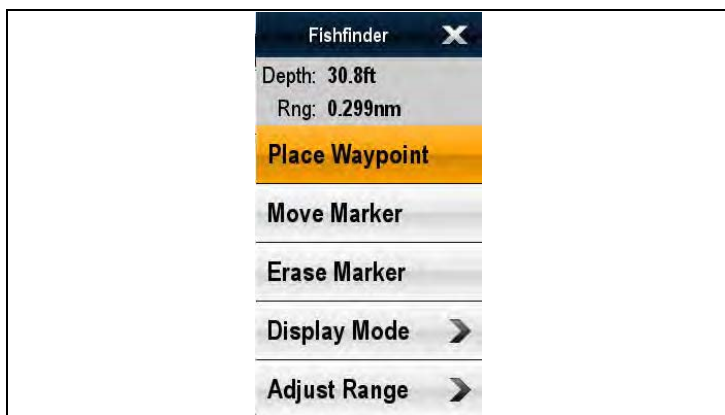 Fishfinder
Depth: 30.8ft
Rng: 0.299nm
Place Waypoint
Move Marker
Erase Marker
Display Mode
Adjust Range